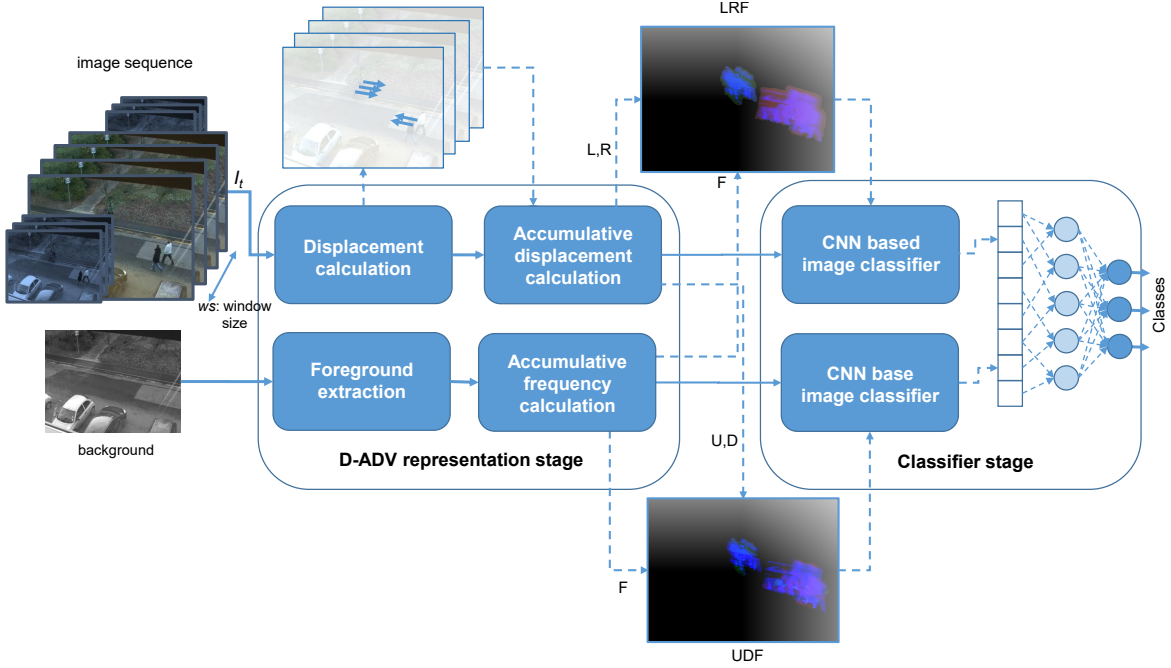 LRF
image sequence
I_t
L,R
F
Displacement
calculation
Accumulative
displacement
calculation
CNN based
image classifier
ws: window
size
Classes
Foreground
extraction
Accumulative
frequency
calculation
CNN base
image classifier
background
U,D
D-ADV representation stage
Classifier stage
F
UDF